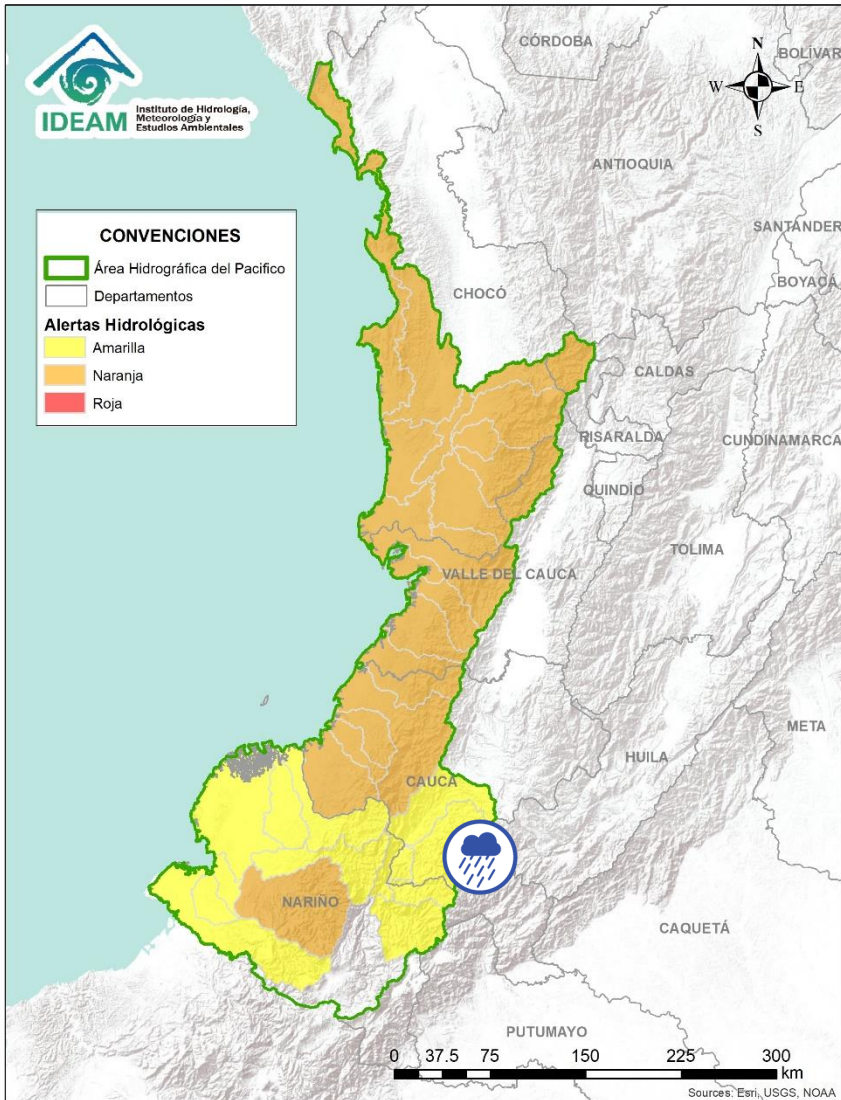 IDEAM
Instituto de Hidrología,
Meteorología y
Estudios Ambientales
N
W
E
S
CONVENCIONES
Área Hidrográfica del Pacifico
Departamentos
Alertas Hidrológicas
Amarilla
Naranja
Roja
CÓRDOBA
BOLÍVAR
ANTIOQUIA
SANTANDER
BOYACÁ
CHOCÓ
CALDAS
RISARALDA
CUNDINAMARCA
QUINDÍO
TOLIMA
VALLE DEL CAUCA
META
HUILA
CAUCA
NARIÑO
CAQUETÁ
PUTUMAYO
0 37.5 75 150 225 300
km
Sources: Esri, USGS, NOAA